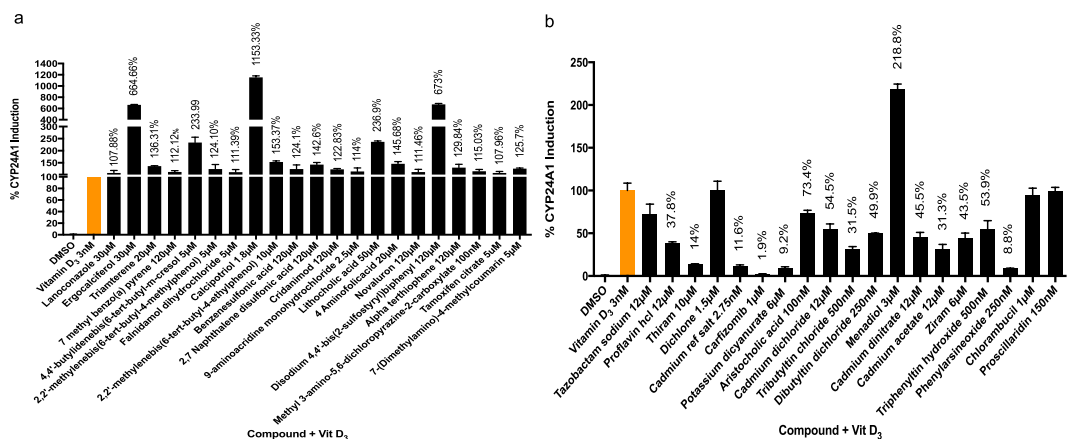 a
% CYP24A1 Induction
1400
1200
1000
800
600
400
300
250
200
150
100
100
80
60
40
20
0
107.88%
664.66%
136.31%
112.12%
233.99
124.10%
111.39%
1153.33%
153.37%
124.1%
142.6%
122.83%
114%
236.9%
145.68%
111.46%
673%
129.84%
115.03%
107.96%
125.7%
DMSO
Vitamin D3 3nM
Lanoconazole 30µM
Ergocalciferol 30µM
Triamterene 20µM
7 methyl benzo(a) pyrene 120µM
4,4'-butylidenebis(6-tert-butyl-m-cresol 5µM
2,2'-methylenebis(6-tert-butyl-4-methylphenol) 5µM
Falnidamol dihydrochloride 5µM
Calcipotriol 1.8µM
2,2'-methylenebis(6-tert-butyl-4-ethylphenol) 10µM
Benzenesulfonic acid 120µM
2,7 Naphthalene disulfonic acid 120µM
Cridanimod 120µM
9-aminoacridine monohydrochloride 2.5µM
Lithocholic acid 50µM
4 Aminofolicacid 20µM
Novaluron 120µM
Disodium 4,4'-bis(2-sulfostyryl)biphenyl 120µM
Alpha terthiophene 120µM
Methyl 3-amino-5,6-dichloropyrazine-2-carboxylate 100nM
Tamoxifen citrate 5uM
7-(Dimethylamino)-4-methylcoumarin 5µM
Compound + Vit D3
b
% CYP24A1 Induction
250
200
150
100
50
0
37.8%
14%
11.6%
1.9%
9.2%
73.4%
54.5%
31.5%
49.9%
218.8%
45.5%
31.3%
43.5%
53.9%
8.8%
DMSO
Vitamin D3 3nM
Tazobactam sodium 12µM
Proflavin hcl 12µM
Thiram 10µM
Dichlone 1.5µM
Cadmium ref salt 2.75nM
Carfizomib 1µM
Potassium dicyanurate 6µM
Aristocholic acid 100nM
Cadmium dichloride 12µM
Tributyltin chloride 500nM
Dibutyltin dichloride 250nM
Menadiol 3µM
Cadmium dinitrate 12µM
Cadmium acetate 12µM
Ziram 6µM
Triphenyltin hydroxide 500nM
Phenylarsineoxide 250nM
Chlorambucil 1µM
Proscillaridin 150nM
Compound + Vit D3